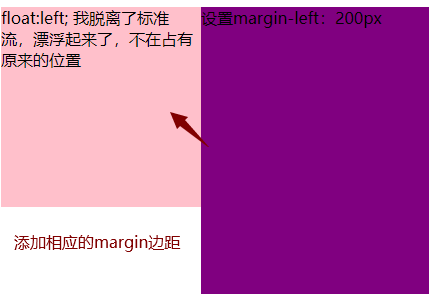 float:left; 我脱离了标准
流，漂浮起来了，不在占有
原来的位置
设置margin-left：200px
添加相应的margin边距